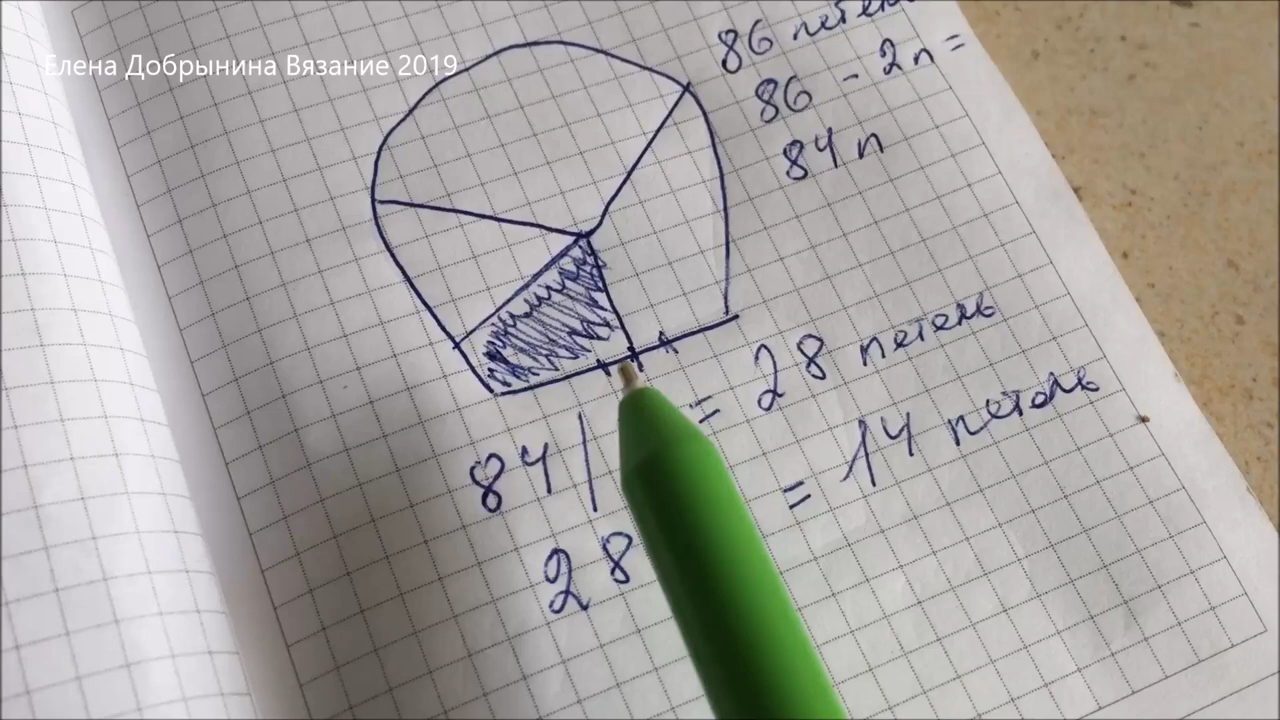 Елена Добрынина Вязание 2019
86 петель
86 - 2п =
84п
84/ = 28 петель
28 = 14 петель